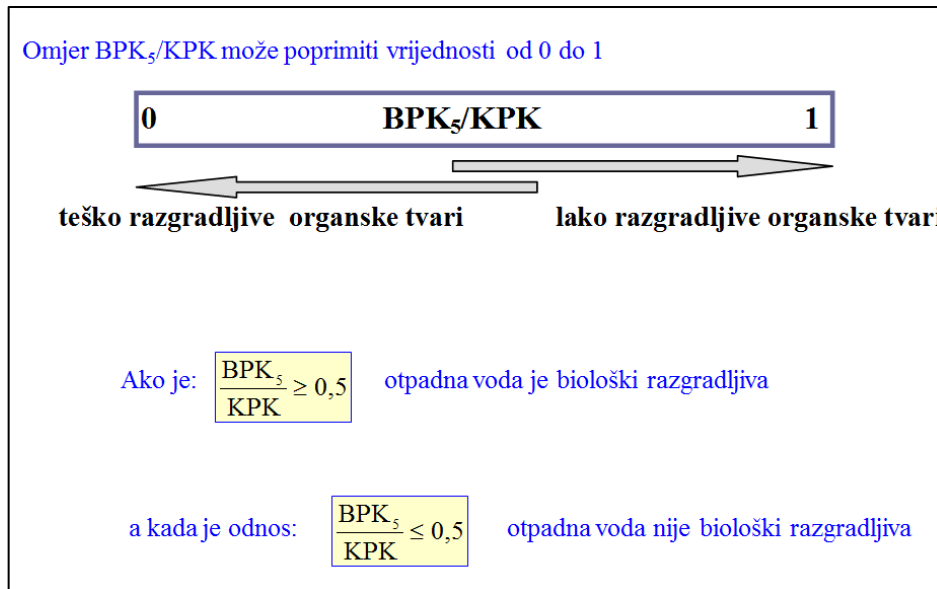 Omjer BPK₅/KPK može poprimiti vrijednosti od 0 do 1
0 BPK₅/KPK 1
teško razgradljive organske tvari lako razgradljive organske tvari
Ako je: BPK₅/KPK ≥ 0,5 otpadna voda je biološki razgradljiva
a kada je odnos: BPK₅/KPK ≤ 0,5 otpadna voda nije biološki razgradljiva